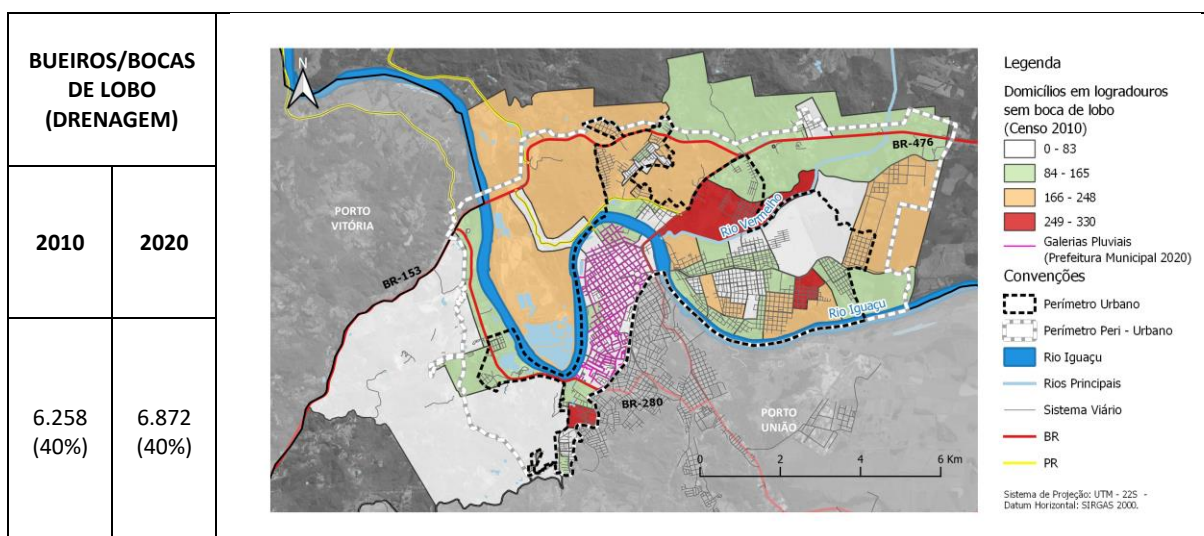 BUEIROS/BOCAS
DE LOBO
(DRENAGEM)
2010
2020
6.258
(40%)
6.872
(40%)
N
PORTO
VITÓRIA
BR-153
BR-476
Rio Vermelho
Rio Iguaçu
BR-280
PORTO
UNIÃO
0 2 4 6 Km
Legenda
Domicílios em logradouros
sem boca de lobo
(Censo 2010)
0 - 83
84 - 165
166 - 248
249 - 330
Galerias Pluviais
(Prefeitura Municipal 2020)
Convenções
Perímetro Urbano
Perímetro Peri - Urbano
Rio Iguaçu
Rios Principais
Sistema Viário
BR
PR
Sistema de Projeção: UTM - 22S -
Datum Horizontal: SIRGAS 2000.